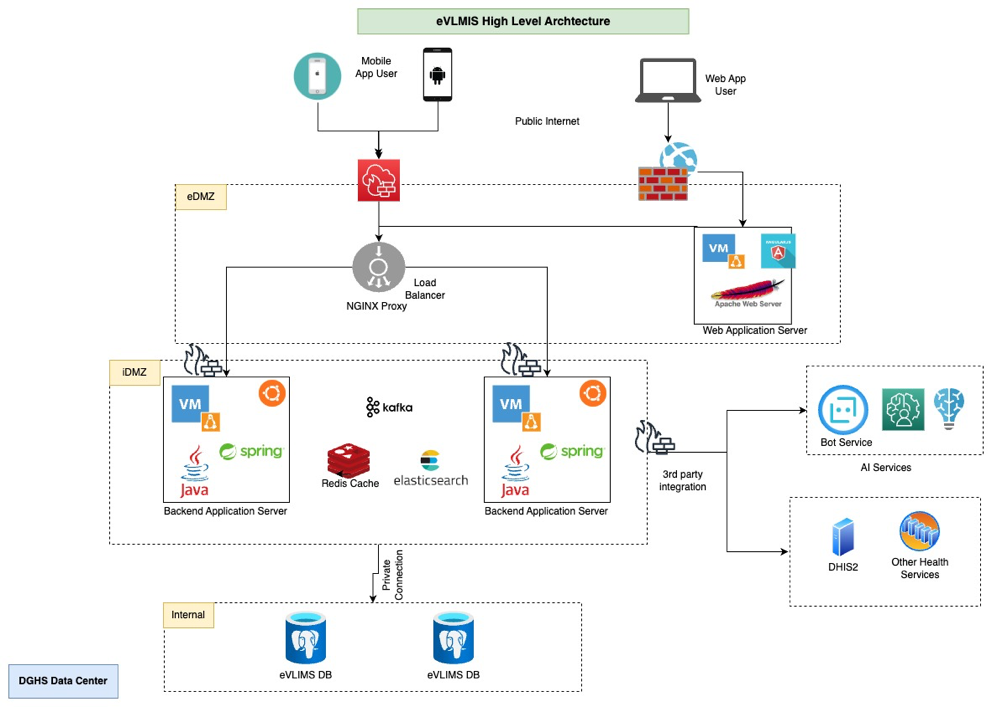 eVLMIS High Level Archtecture
Mobile
App User
Web App
User
Public Internet
eDMZ
VM
A
Apache Web Server
Web Application Server
Load
Balancer
NGINX Proxy
iDMZ
VM
spring
Java
Backend Application Server
kafka
Redis Cache
elasticsearch
VM
spring
Java
Backend Application Server
3rd party
integration
Bot Service
AI Services
DHIS2
Other Health
Services
Private
Connection
Internal
eVLIMS DB
eVLIMS DB
DGHS Data Center